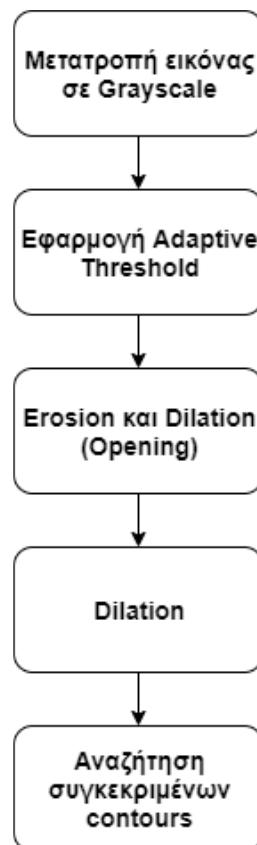 Μετατροπή εικόνας
σε Grayscale
Εφαρμογή Adaptive
Threshold
Erosion και Dilation
(Opening)
Dilation
Αναζήτηση
συγκεκριμένων
contours